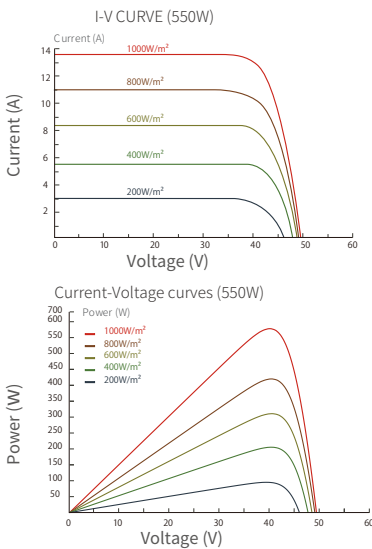 I-V CURVE (550W)
Current (A)
14
12
10
8
6
4
2
Current (A)
1000W/m²
800W/m²
600W/m²
400W/m²
200W/m²
0 10 20 30 40 50 60
Voltage (V)
Current-Voltage curves (550W)
Power (W)
700
600
500
450
400
350
300
250
200
150
100
50
Power (W)
1000W/m²
800W/m²
600W/m²
400W/m²
200W/m²
0 10 20 30 40 50 60
Voltage (V)